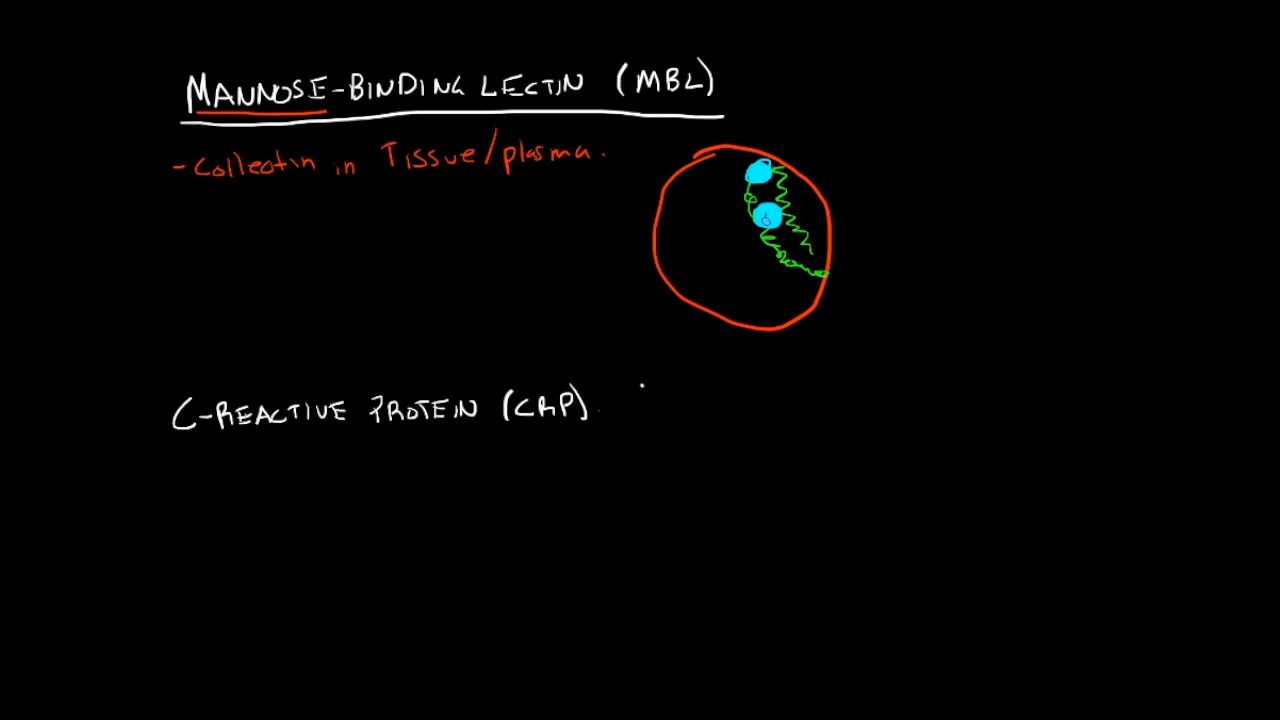 MANNOSE-BINDING LECTIN (MBL)
- Collectin in Tissue/plasma.
C-REACTIVE PROTEIN (CRP)